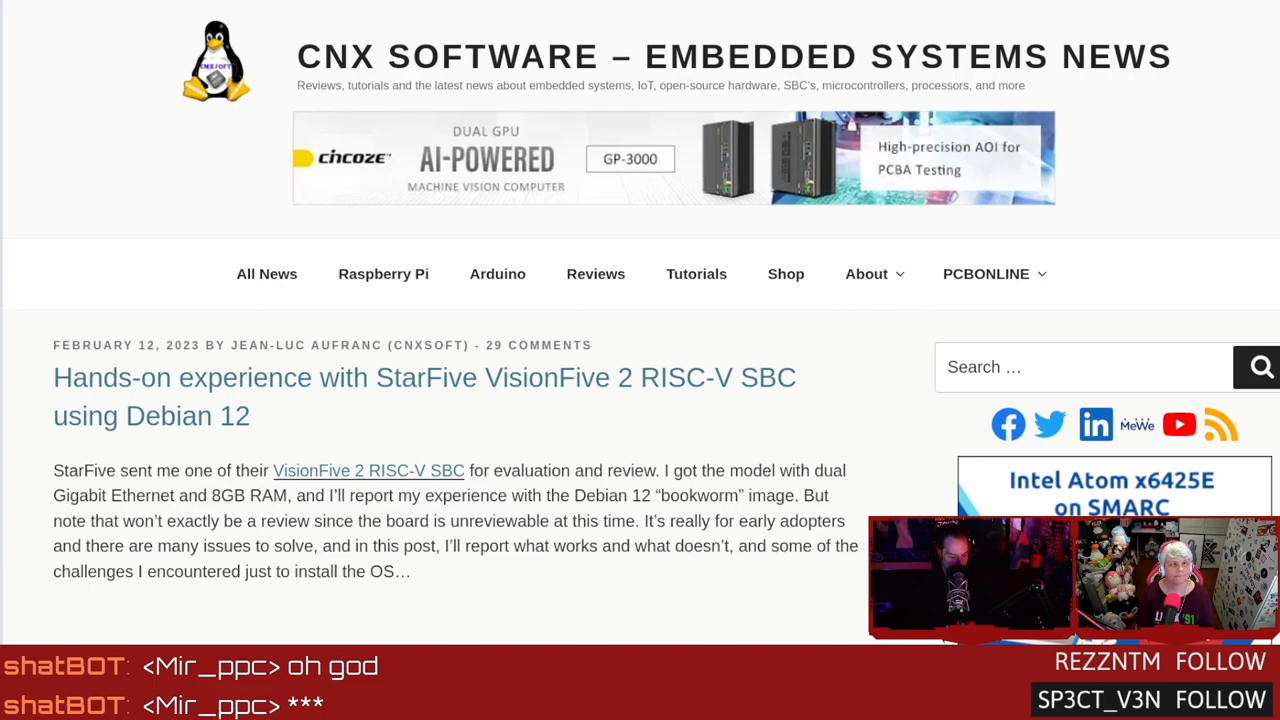 CNX SOFTWARE – EMBEDDED SYSTEMS NEWS
Reviews, tutorials and the latest news about embedded systems, IoT, open-source hardware, SBC's, microcontrollers, processors, and more
CNX SOFT
cincoze™
DUAL GPU
AI-POWERED
MACHINE VISION COMPUTER
GP-3000
High-precision AOI for
PCBA Testing
All News Raspberry Pi Arduino Reviews Tutorials Shop About PCBONLINE
FEBRUARY 12, 2023 BY JEAN-LUC AUFRANC (CNXSOFT) - 29 COMMENTS
Hands-on experience with StarFive VisionFive 2 RISC-V SBC
using Debian 12
StarFive sent me one of their VisionFive 2 RISC-V SBC for evaluation and review. I got the model with dual
Gigabit Ethernet and 8GB RAM, and I’ll report my experience with the Debian 12 “bookworm” image. But
note that won’t exactly be a review since the board is unreviewable at this time. It’s really for early adopters
and there are many issues to solve, and in this post, I’ll report what works and what doesn’t, and some of the
challenges I encountered just to install the OS…
Search …
MeWe
Intel Atom x6425E
on SMARC
shatBOT: <Mir_ppc> oh god
shatBOT: <Mir_ppc> ***
REZZNTM FOLLOW
SP3CT_V3N FOLLOW